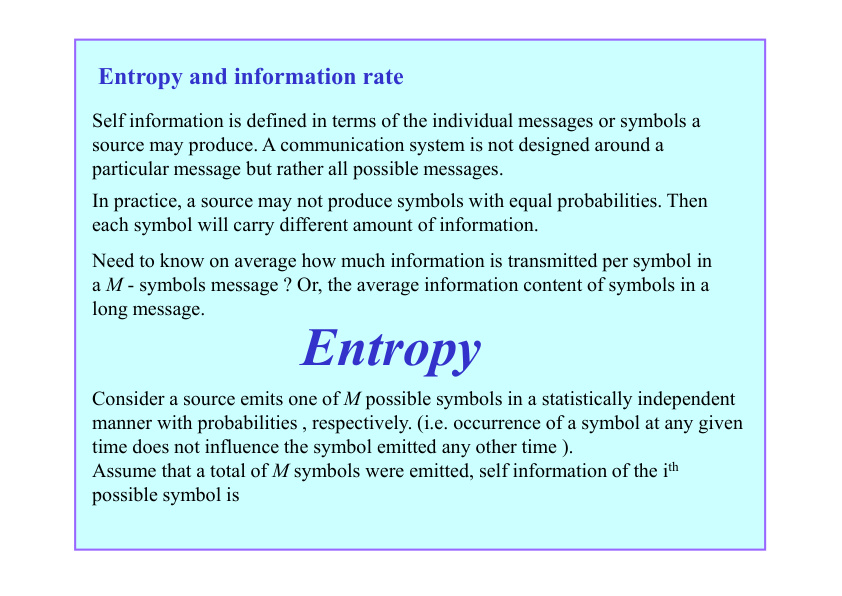 Entropy and information rate
Self information is defined in terms of the individual messages or symbols a
source may produce. A communication system is not designed around a
particular message but rather all possible messages.
In practice, a source may not produce symbols with equal probabilities. Then
each symbol will carry different amount of information.
Need to know on average how much information is transmitted per symbol in
a M - symbols message ? Or, the average information content of symbols in a
long message.
Entropy
Consider a source emits one of M possible symbols in a statistically independent
manner with probabilities , respectively. (i.e. occurrence of a symbol at any given
time does not influence the symbol emitted any other time ).
Assume that a total of M symbols were emitted, self information of the ith
possible symbol is